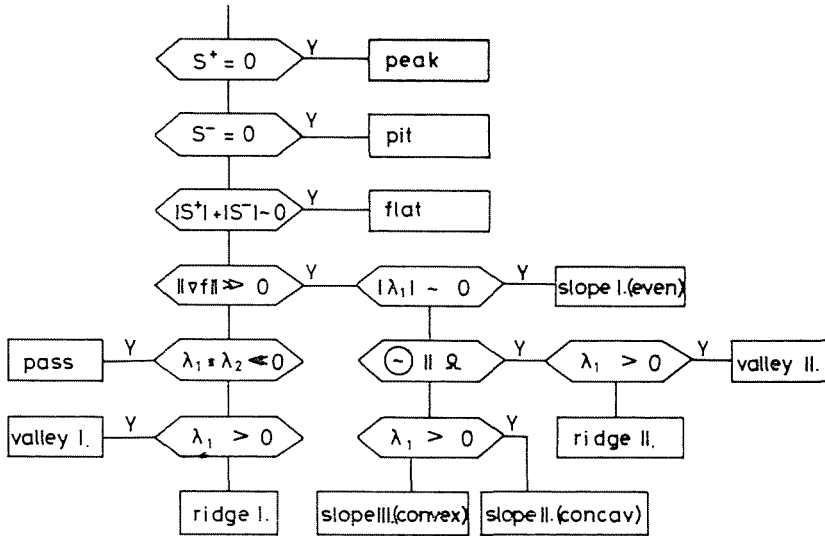 S⁺ = 0
Y
peak
S⁻ = 0
Y
pit
|S⁺| + |S⁻| ~ 0
Y
flat
‖∇f‖ ≫ 0
Y
|λ₁| ~ 0
Y
slope I.(even)
pass
Y
λ₁ * λ₂ ≪ 0
Y
λ₁ > 0
Y
valley II.
valley I.
Y
λ₁ > 0
λ₁ > 0
Y
ridge II.
ridge I.
slope III.(convex)
slope II.(concav)